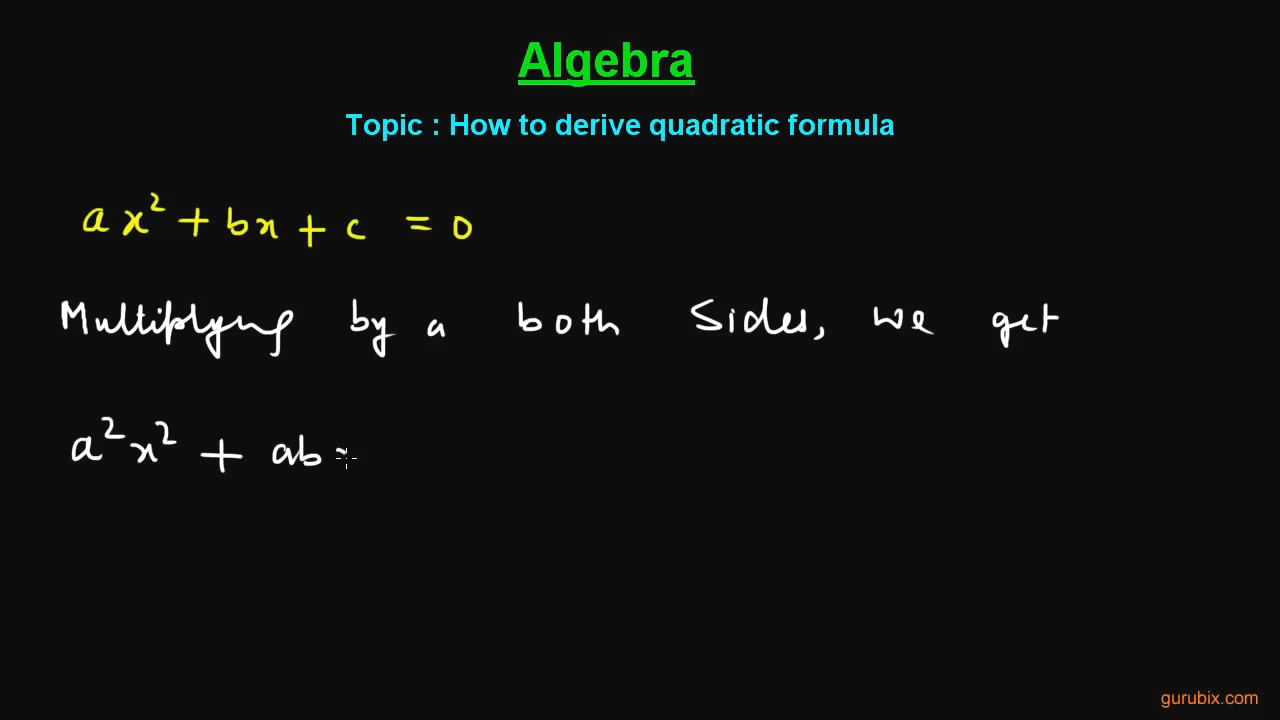 Algebra
Topic : How to derive quadratic formula
ax² + bx + c = 0
Multiplying by a both sides, we get
a²x² + ab
gurubix.com